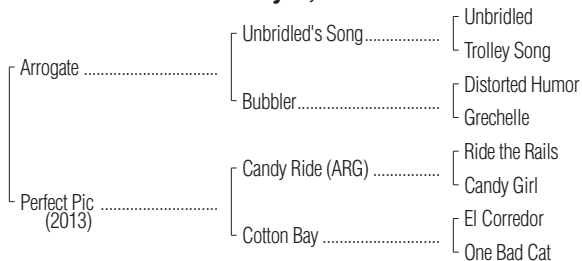 Unbridled
Unbridled's Song
Trolley Song
Arrogate
Distorted Humor
Bubbler
Grechelle
Ride the Rails
Candy Ride (ARG)
Candy Girl
Perfect Pic
(2013)
El Corredor
Cotton Bay
One Bad Cat